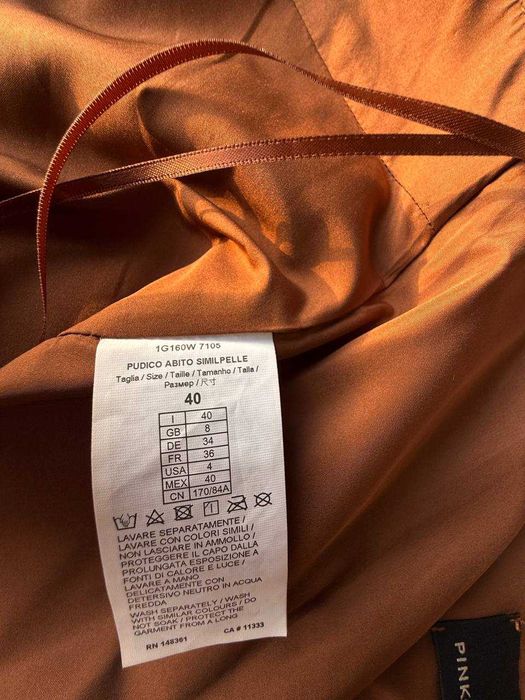 1G160W 7105
PUDICO ABITO SIMILPELLE
Taglia / Size / Taille / Tamanho / Talla /
Размер / 尺寸
40
I 40
GB 8
DE 34
FR 36
USA 4
MEX 40
CN 170/84A
LAVARE SEPARATAMENTE /
LAVARE CON COLORI SIMILI /
NON LASCIARE IN AMMOLLO /
PROTEGGERE IL CAPO DALLA
PROLUNGATA ESPOSIZIONE A
FONTI DI CALORE E LUCE /
LAVARE A MANO
DELICATAMENTE CON
DETERSIVO NEUTRO IN ACQUA
FREDDA
WASH SEPARATELY / WASH
WITH SIMILAR COLOURS / DO
NOT SOAK / PROTECT THE
GARMENT FROM A LONG
RN 148361 CA # 11333
PINK